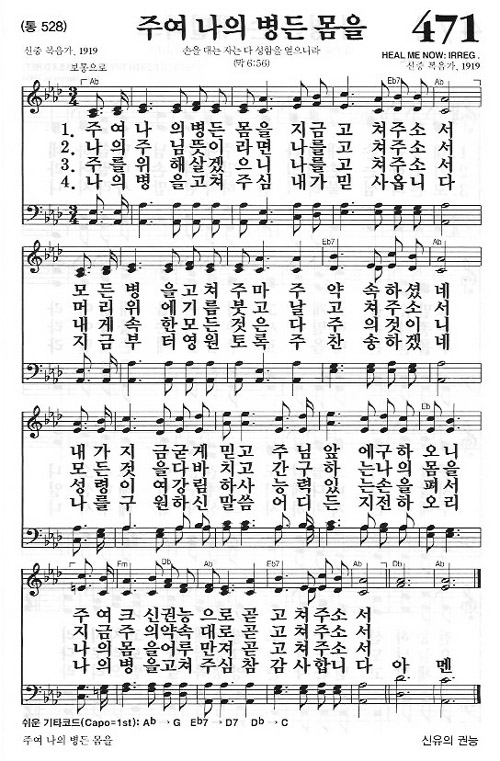 (통 528) 주여 나의 병든 몸을 471
신중 복음가, 1919 손을 대는 자는 다 성함을 얻으니라 HEAL ME NOW: IRREG .
보통으로 (막 6:56) 신중 복음가, 1919
Ab Eb7 Ab
1. 주여 나의 병든 몸을 지금 고쳐주소서
2. 나의 주님 뜻이라면 나를 고쳐주소서
3. 주를 위해 살겠으니 나를 고쳐주소서
4. 나의 병을 고쳐 주심 내가 믿사옵니다
Eb7 Ab
모든 병을 고쳐 주마 주 약속하셨네
머리 위에 기름 붓고 날 고쳐 주소서
내게 속한 모든 것은 다 주의 것이니
지금부터 영원토록 주 찬송하겠네
Eb
내가 지금 굳게 믿고 주님 앞에 구하오니
모든 것을 다 바치고 간구하는 나의 몸을
성령이여 강림하사 능력 있는 손을 펴서
나를 구원하신 말씀 어디든지 전하오리
Fm Db Ab Eb7 Ab Db Ab
주여 크신 권능으로 곧 고쳐주소서
지금 주의 약속대로 곧 고쳐주소서
나의 몸을 어루만져 곧 고쳐주소서
나의 병을 고쳐 주심 참 감사합니다 아멘
쉬운 기타코드(Capo=1st): Ab → G Eb7 → D7 Db → C
주여 나의 병든 몸을 신유의 권능